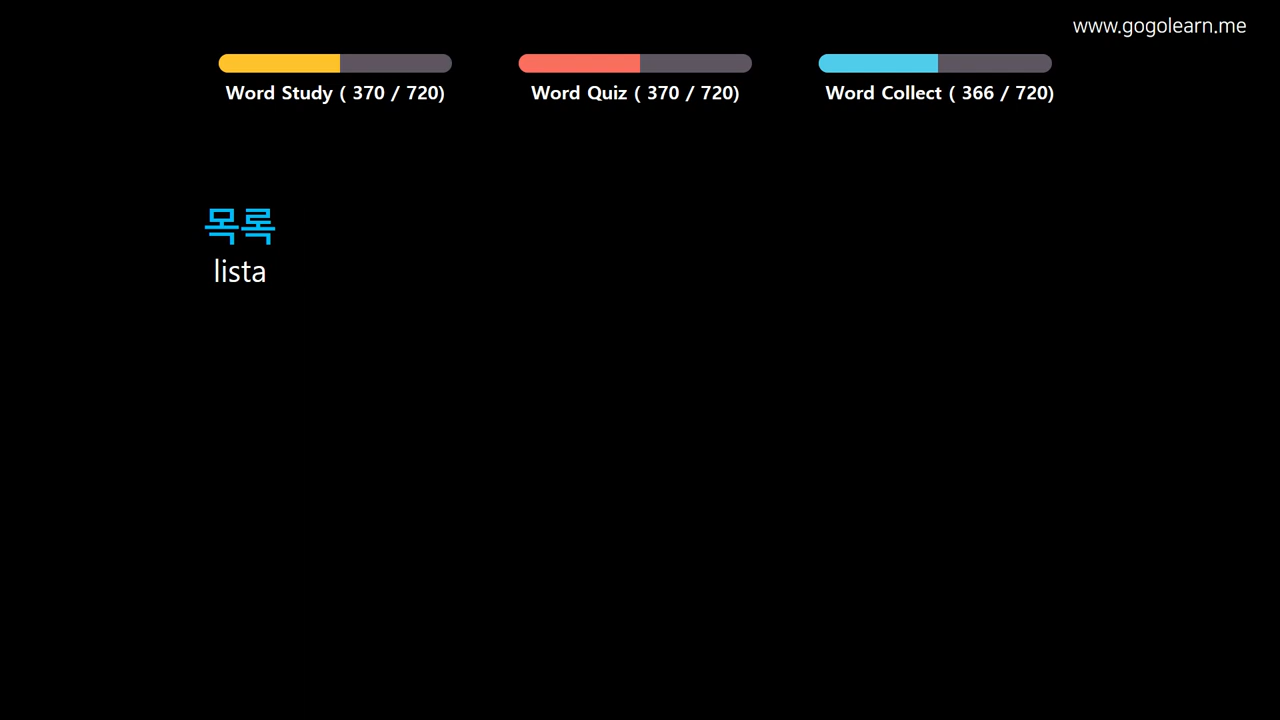 www.gogolearn.me
Word Study ( 370 / 720)
Word Quiz ( 370 / 720)
Word Collect ( 366 / 720)
목록
lista